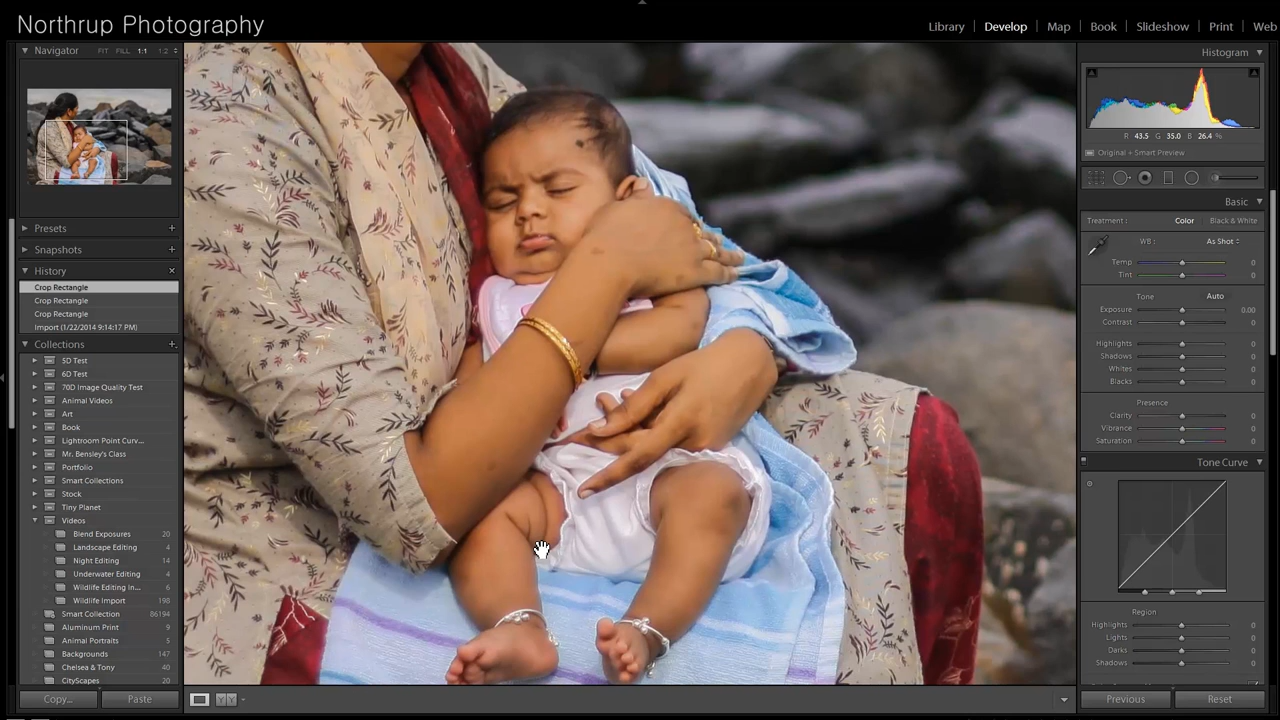 Northrup Photography
Library | Develop | Map | Book | Slideshow | Print | Web
Navigator FIT FILL 1:1 1:2
Presets
Snapshots
History
Crop Rectangle
Crop Rectangle
Crop Rectangle
Import (1/22/2014 9:14:17 PM)
Collections
5D Test
6D Test
70D Image Quality Test
Animal Videos
Art
Book
Lightroom Point Curv...
Mr. Bensley's Class
Portfolio
Smart Collections
Stock
Tiny Planet
Videos
Blend Exposures 20
Landscape Editing 4
Night Editing 14
Underwater Editing 4
Wildlife Editing In... 6
Wildlife Import 198
Smart Collection 86194
Aluminum Print 9
Animal Portraits 5
Backgrounds 147
Chelsea & Tony 40
CityScapes 20
Copy... Paste
Histogram
R 43.5 G 35.0 B 26.4 %
Original + Smart Preview
Basic
Treatment : Color | Black & White
WB : As Shot
Temp 0
Tint 0
Tone Auto
Exposure 0.00
Contrast 0
Highlights 0
Shadows 0
Whites 0
Blacks 0
Presence
Clarity 0
Vibrance 0
Saturation 0
Tone Curve
Region
Highlights 0
Lights 0
Darks 0
Shadows 0
Previous Reset